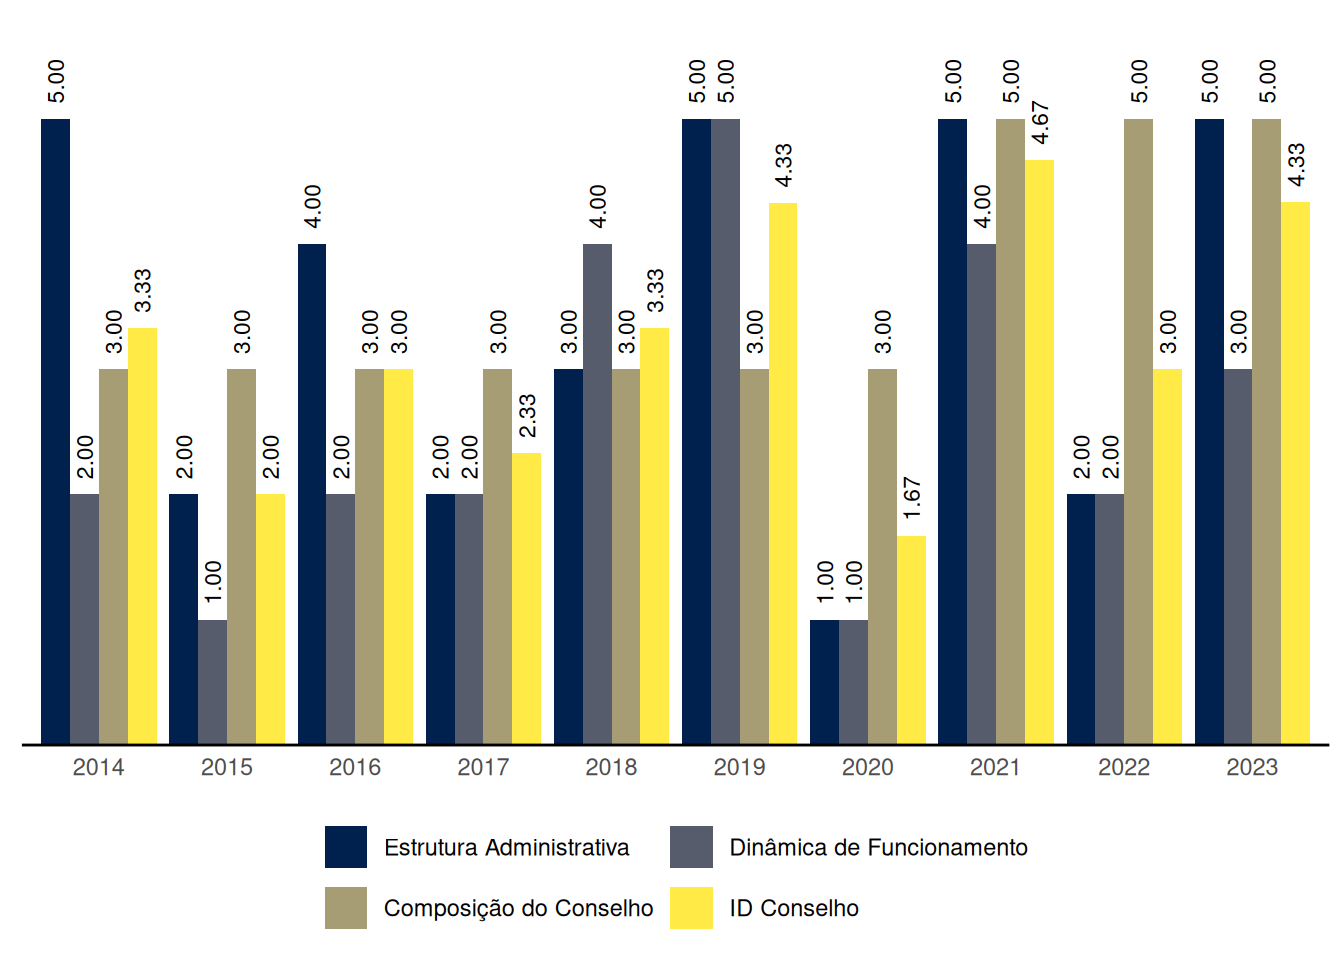 5.00 2.00 3.00 3.33 2.00 1.00 3.00 2.00 4.00 2.00 3.00 3.00 2.00 2.00 3.00 2.33 3.00 4.00 3.00 3.33 5.00 5.00 3.00 4.33 1.00 1.00 3.00 1.67 5.00 4.00 5.00 4.67 2.00 2.00 5.00 3.00 5.00 3.00 5.00 4.33
2014 2015 2016 2017 2018 2019 2020 2021 2022 2023
Estrutura Administrativa Dinâmica de Funcionamento
Composição do Conselho ID Conselho